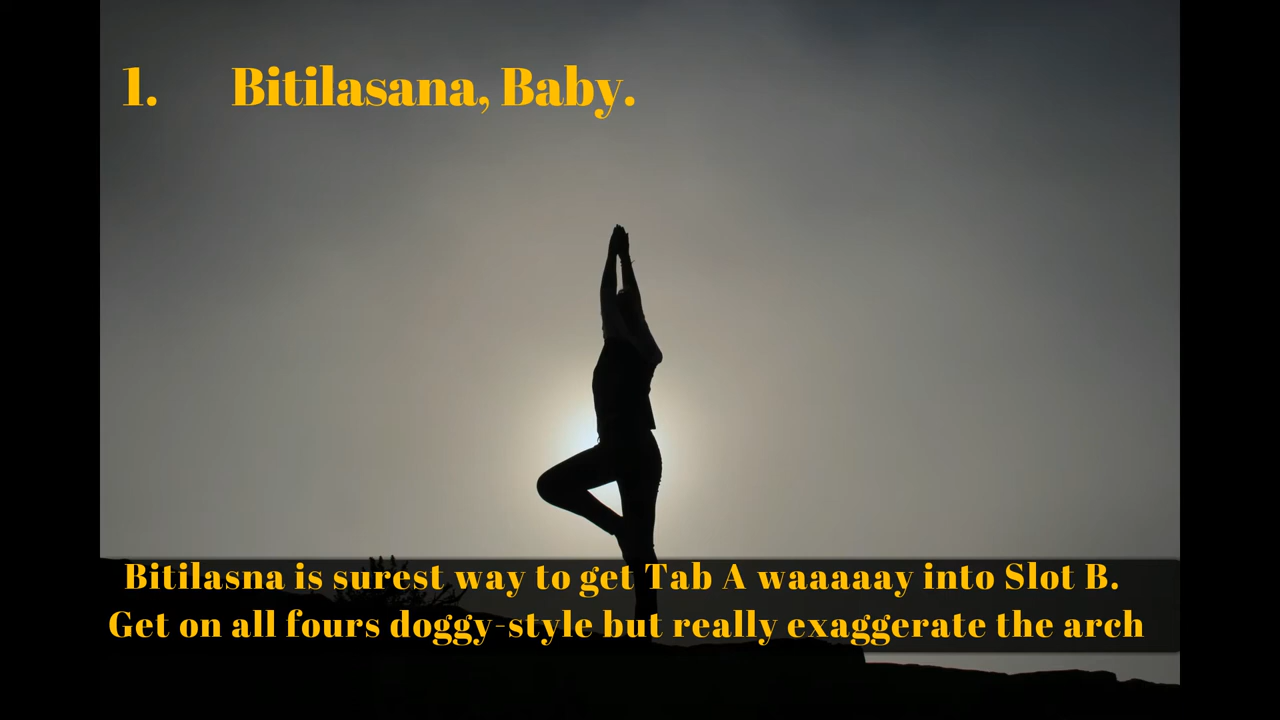 1. Bitilasana, Baby.
Bitilasna is surest way to get Tab A waaaaay into Slot B.
Get on all fours doggy-style but really exaggerate the arch